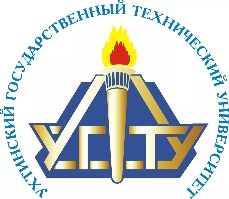 УХТИНСКИЙ ГОСУДАРСТВЕННЫЙ ТЕХНИЧЕСКИЙ УНИВЕРСИТЕТ
УГТУ